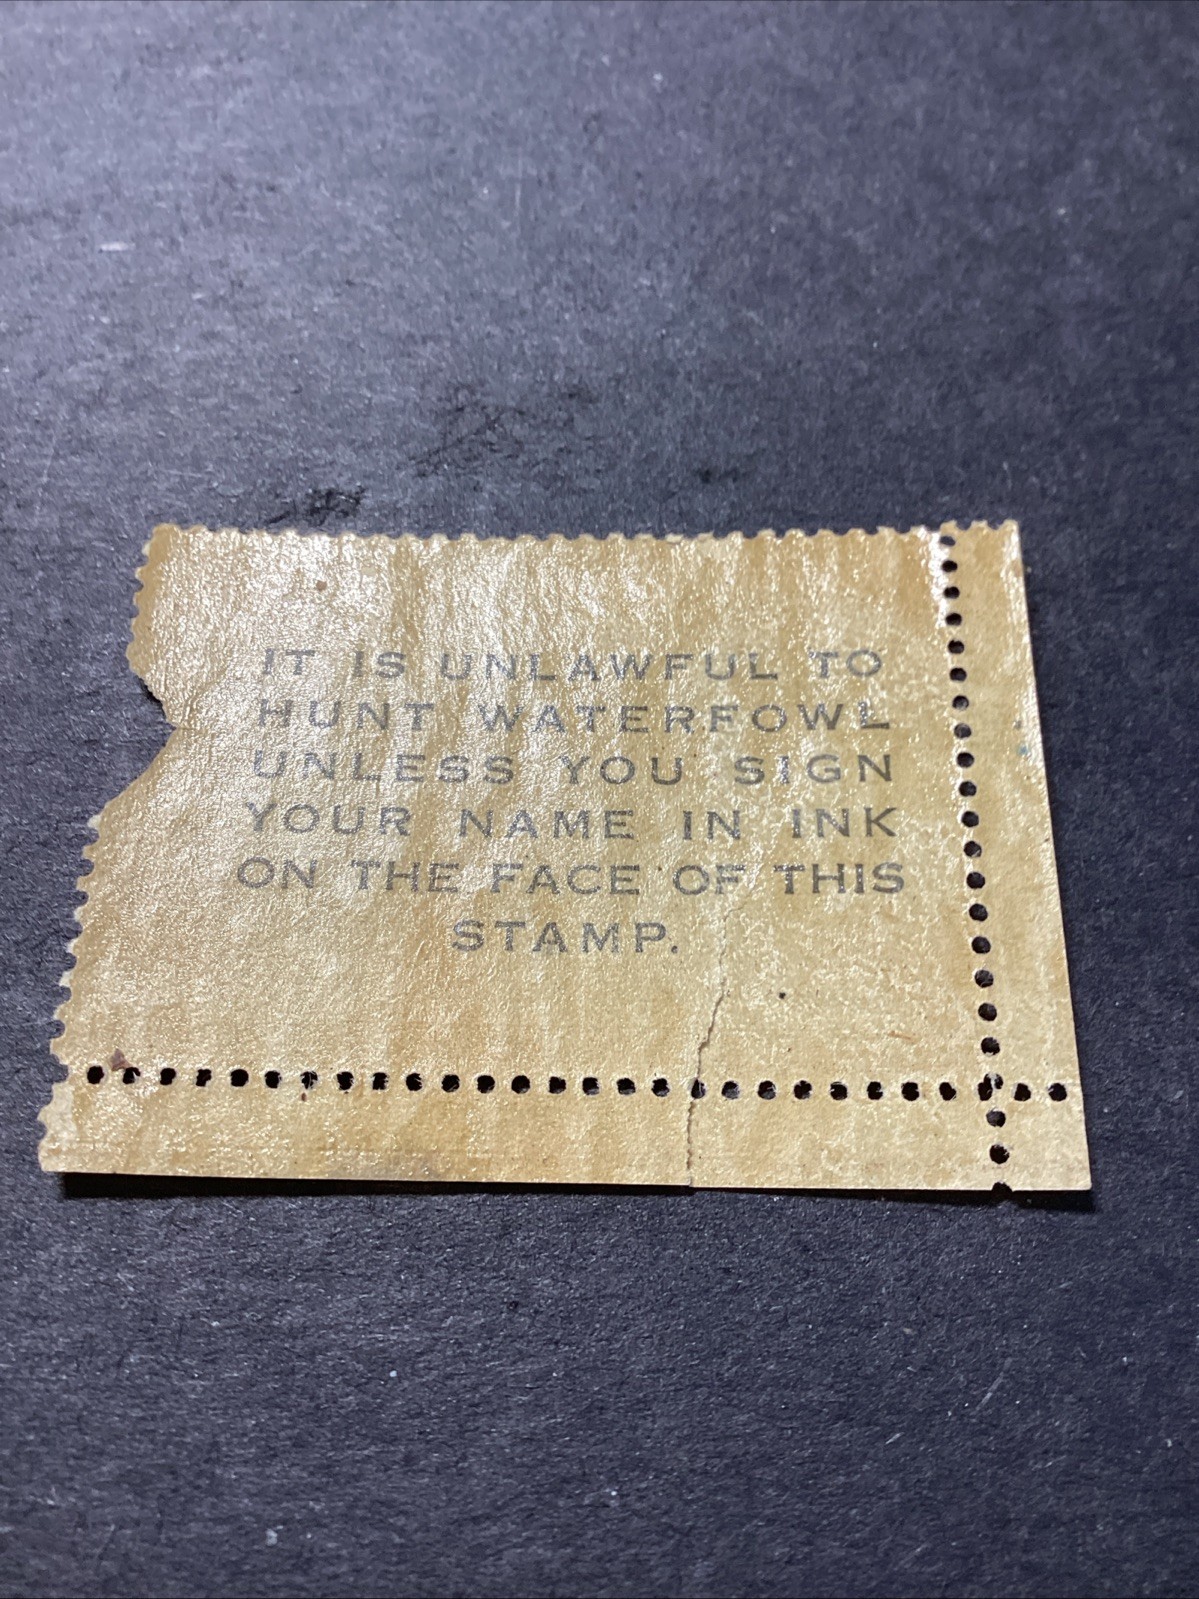 IT IS UNLAWFUL TO
HUNT WATERFOWL
UNLESS YOU SIGN
YOUR NAME IN INK
ON THE FACE OF THIS
STAMP.